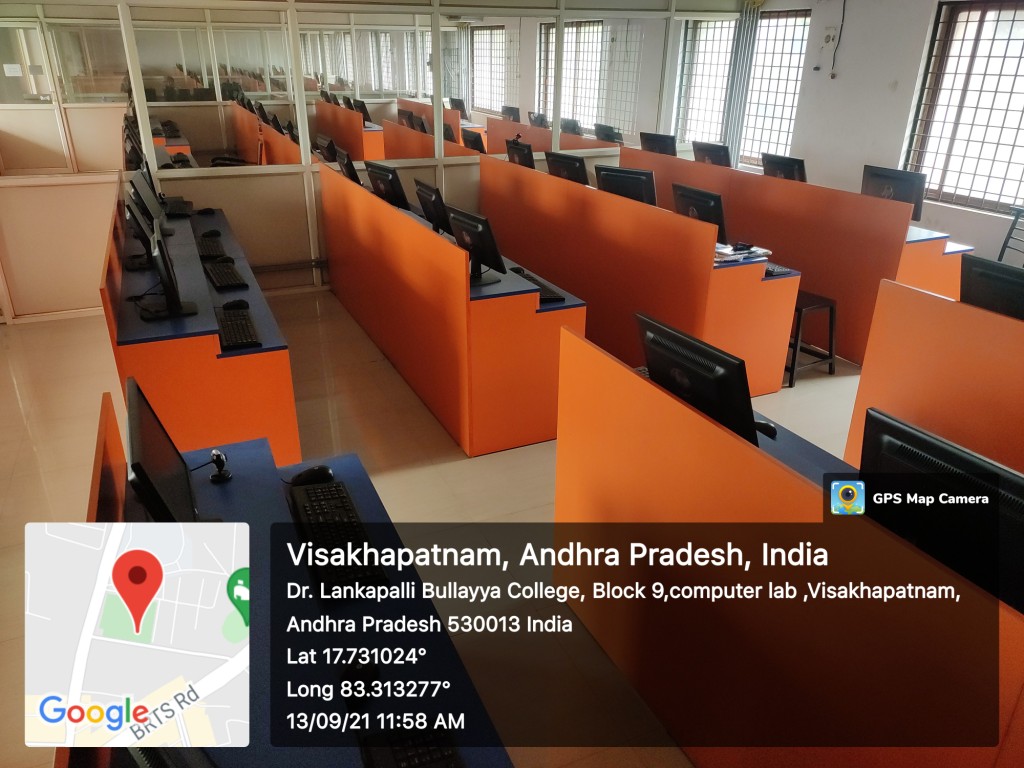 GPS Map Camera
Visakhapatnam, Andhra Pradesh, India
Dr. Lankapalli Bullayya College, Block 9,computer lab ,Visakhapatnam,
Andhra Pradesh 530013 India
Lat 17.731024°
Long 83.313277°
13/09/21 11:58 AM
BRTS Rd
Google